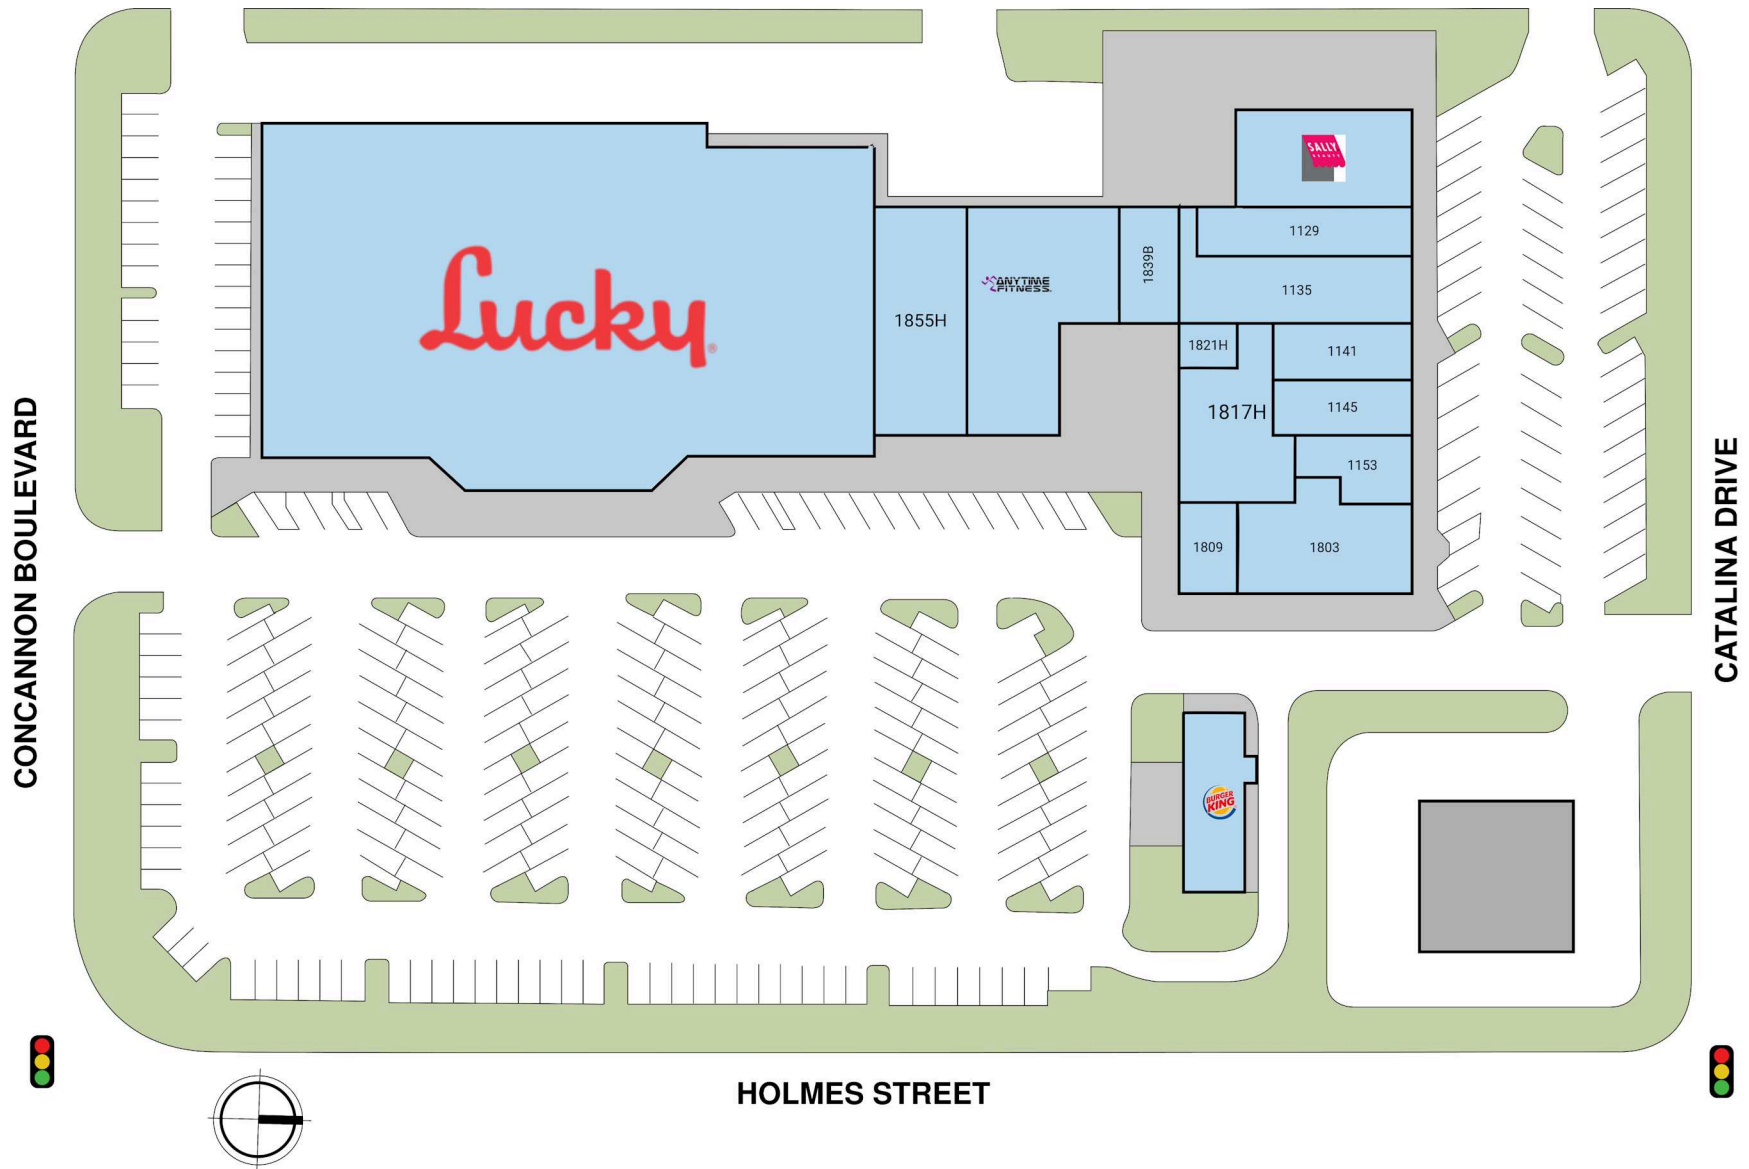 SALLY
BEAUTY
1129
1839B
ANYTIME
FITNESS.
1135
Lucky®
1855H
1821H
1141
1817H
1145
1153
1809
1803
CONCANNON BOULEVARD
CATALINA DRIVE
BURGER
KING
HOLMES STREET